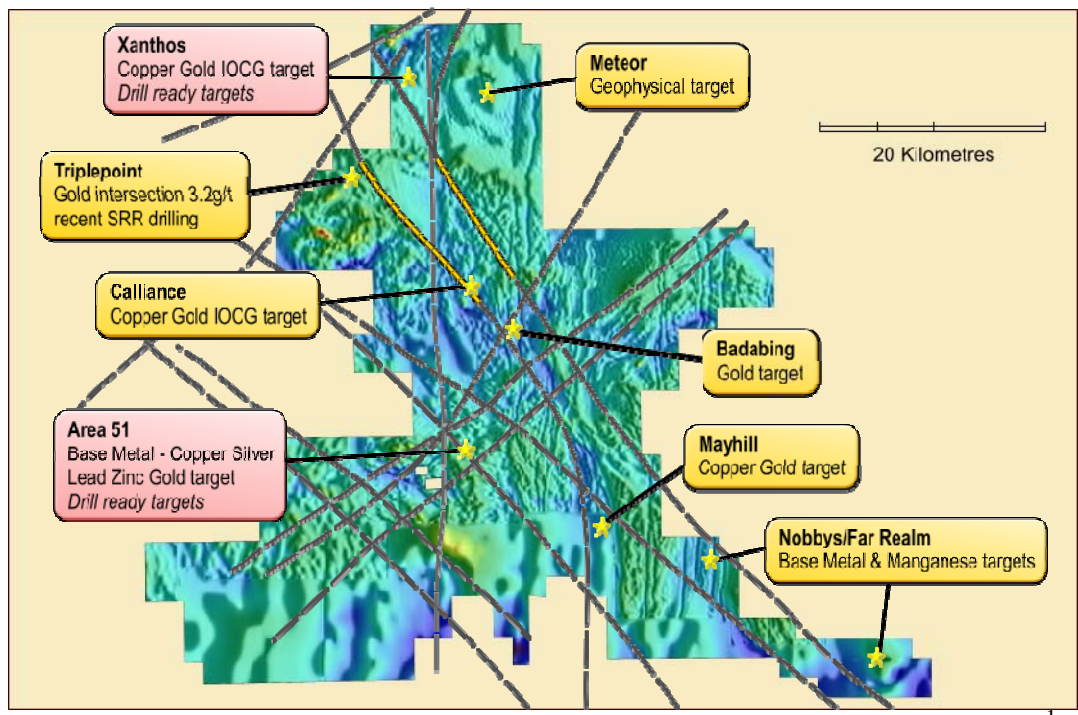 Xanthos
Copper Gold IOCG target
Drill ready targets
Meteor
Geophysical target
20 Kilometres
Triplepoint
Gold intersection 3.2g/t
recent SRR drilling
Calliance
Copper Gold IOCG target
Badabing
Gold target
Area 51
Base Metal - Copper Silver
Lead Zinc Gold target
Drill ready targets
Mayhill
Copper Gold target
Nobbys/Far Realm
Base Metal & Manganese targets
1